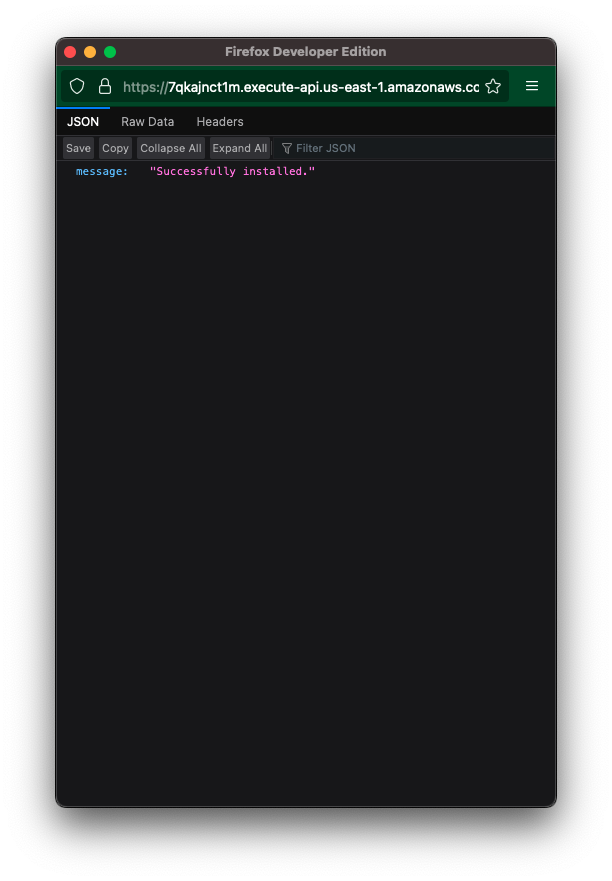 Firefox Developer Edition
https://7qkajnct1m.execute-api.us-east-1.amazonaws.cc
JSON Raw Data Headers
Save Copy Collapse All Expand All Filter JSON
message: "Successfully installed."